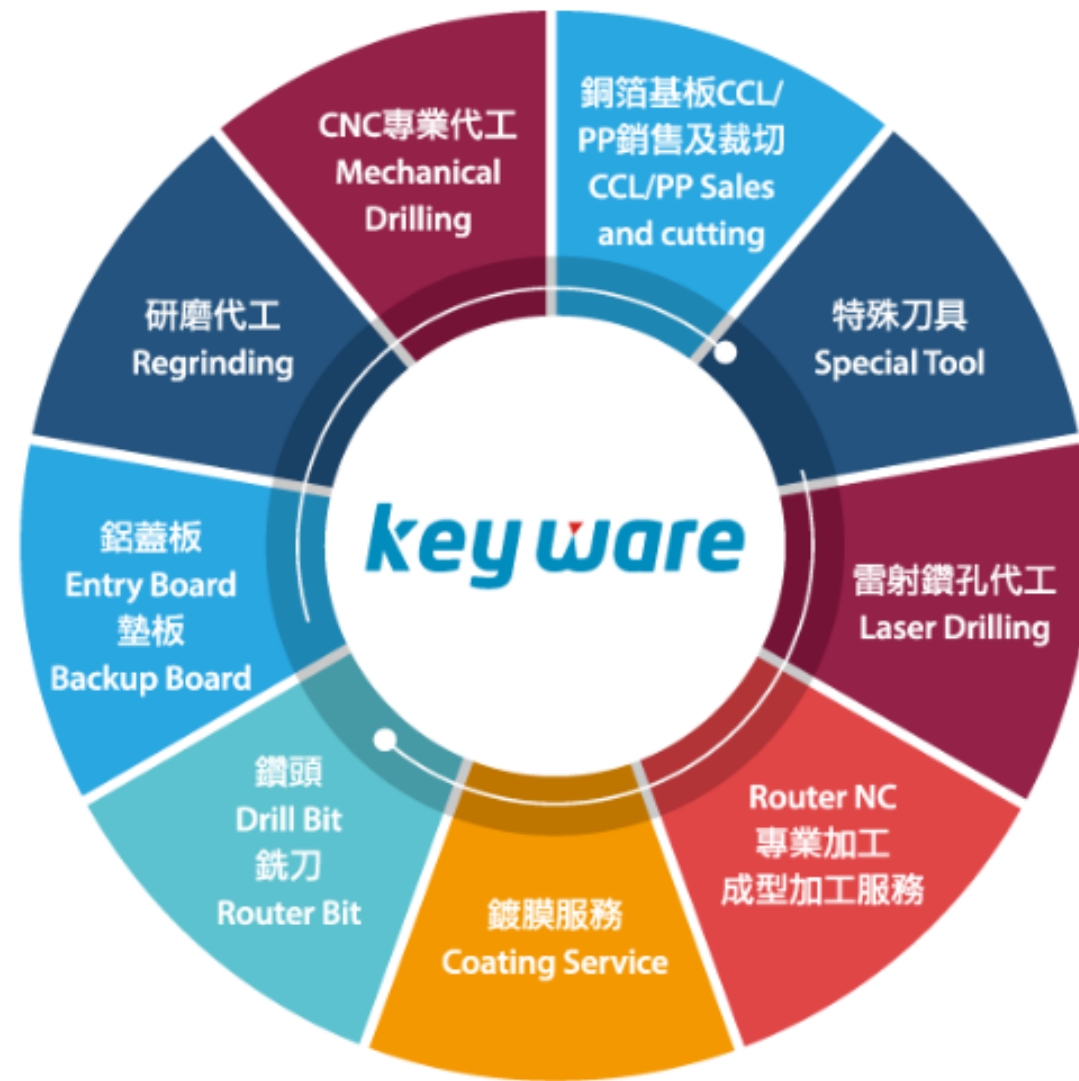 銅箔基板CCL/
PP銷售及裁切
CCL/PP Sales
and cutting
特殊刀具
Special Tool
雷射鑽孔代工
Laser Drilling
Router NC
專業加工
成型加工服務
鍍膜服務
Coating Service
鑽頭
Drill Bit
銑刀
Router Bit
鋁蓋板
Entry Board
墊板
Backup Board
研磨代工
Regrinding
CNC專業代工
Mechanical
Drilling
key ware